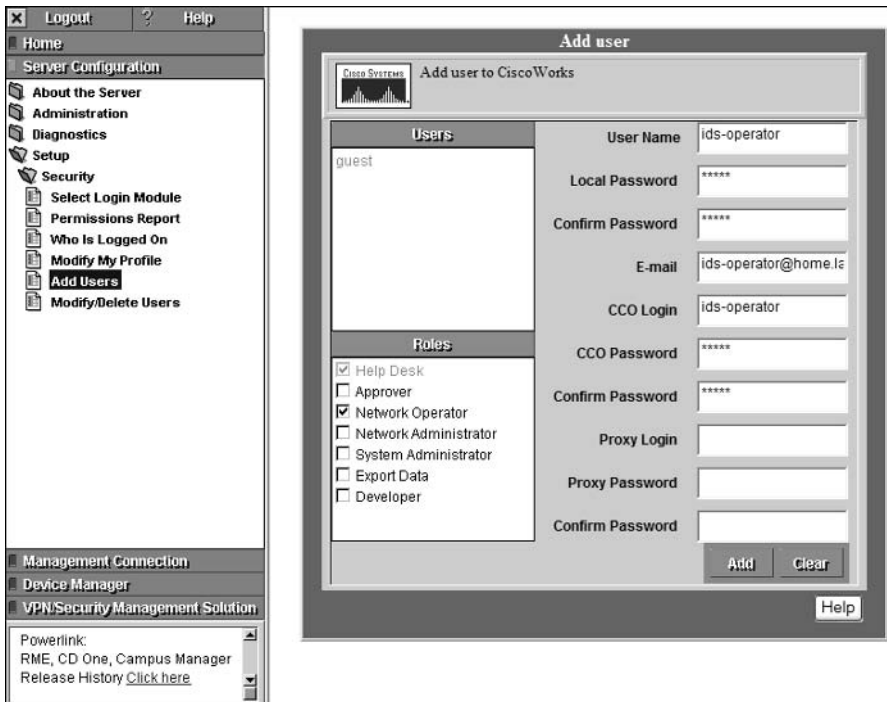 Logout ? Help
Home
Server Configuration
About the Server
Administration
Diagnostics
Setup
Security
Select Login Module
Permissions Report
Who Is Logged On
Modify My Profile
Add Users
Modify/Delete Users
Management Connection
Device Manager
VPN/Security Management Solution
Powerlink:
RME, CD One, Campus Manager
Release History Click here
Add user
CISCO SYSTEMS
Add user to CiscoWorks
Users
guest
Roles
Help Desk
Approver
Network Operator
Network Administrator
System Administrator
Export Data
Developer
User Name ids-operator
Local Password *****
Confirm Password *****
E-mail ids-operator@home.la
CCO Login ids-operator
CCO Password *****
Confirm Password *****
Proxy Login
Proxy Password
Confirm Password
Add Clear
Help